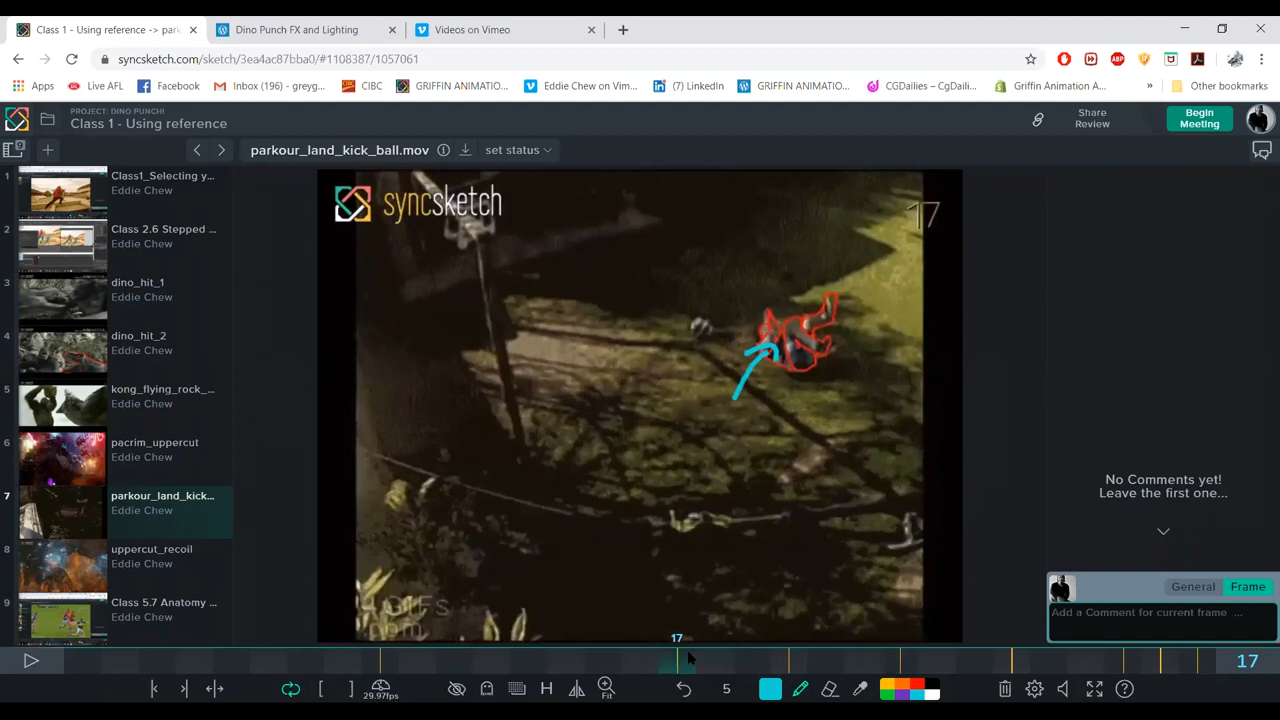 Class 1 - Using reference -> park
Dino Punch FX and Lighting
Videos on Vimeo
syncsketch.com/sketch/3ea4ac87bba0/#1108387/1057061
Apps
Live AFL
Facebook
Inbox (196) - greyg...
CIBC
GRIFFIN ANIMATIO...
Eddie Chew on Vim...
(7) LinkedIn
GRIFFIN ANIMATIO...
CGDailies – CgDaili...
Griffin Animation A...
»
Other bookmarks
PROJECT: DINO PUNCH!
Class 1 - Using reference
Share
Review
Begin
Meeting
parkour_land_kick_ball.mov
set status
1
Class1_Selecting y...
Eddie Chew
2
Class 2.6 Stepped ...
Eddie Chew
3
dino_hit_1
Eddie Chew
4
dino_hit_2
Eddie Chew
5
kong_flying_rock_...
Eddie Chew
6
pacrim_uppercut
Eddie Chew
7
parkour_land_kick...
Eddie Chew
8
uppercut_recoil
Eddie Chew
9
Class 5.7 Anatomy ...
Eddie Chew
syncsketch
17
GIFs
No Comments yet!
Leave the first one...
General
Frame
Add a Comment for current frame ...
17
17
29.97fps
H
Fit
5